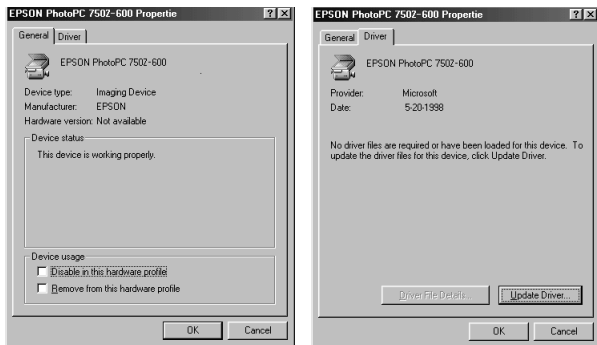 EPSON PhotoPC 750Z-600 Propertie
General Driver
EPSON PhotoPC 750Z-600
Device type: Imaging Device
Manufacturer: EPSON
Hardware version: Not available
Device status
This device is working properly.
Device usage
Disable in this hardware profile
Remove from this hardware profile
OK Cancel
EPSON PhotoPC 750Z-600 Propertie
General Driver
EPSON PhotoPC 750Z-600
Provider: Microsoft
Date: 5-20-1998
No driver files are required or have been loaded for this device. To
update the driver files for this device, click Update Driver.
Driver File Details... Update Driver...
OK Cancel